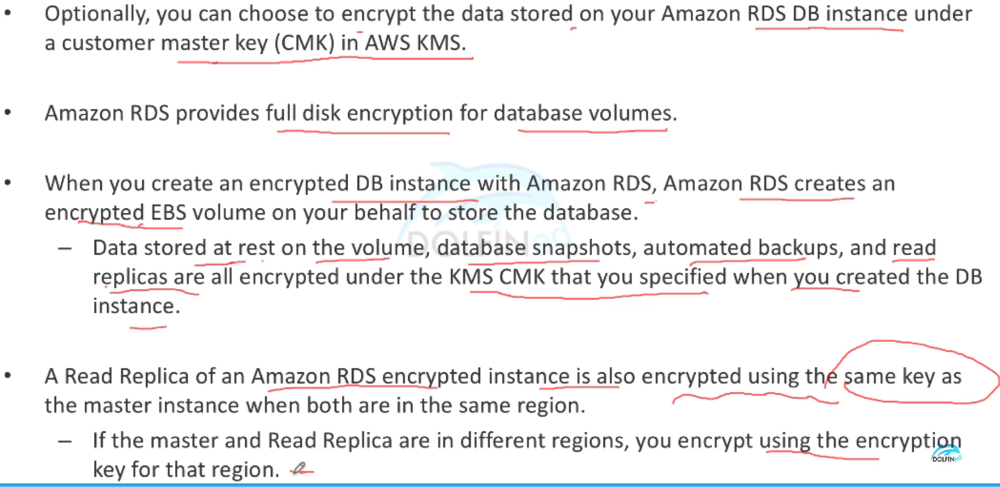 • Optionally, you can choose to encrypt the data stored on your Amazon RDS DB instance under
a customer master key (CMK) in AWS KMS.
• Amazon RDS provides full disk encryption for database volumes.
• When you create an encrypted DB instance with Amazon RDS, Amazon RDS creates an
encrypted EBS volume on your behalf to store the database.
– Data stored at rest on the volume, database snapshots, automated backups, and read
replicas are all encrypted under the KMS CMK that you specified when you created the DB
instance.
• A Read Replica of an Amazon RDS encrypted instance is also encrypted using the same key as
the master instance when both are in the same region.
– If the master and Read Replica are in different regions, you encrypt using the encryption
key for that region.
DOLFINed
DOLFINed